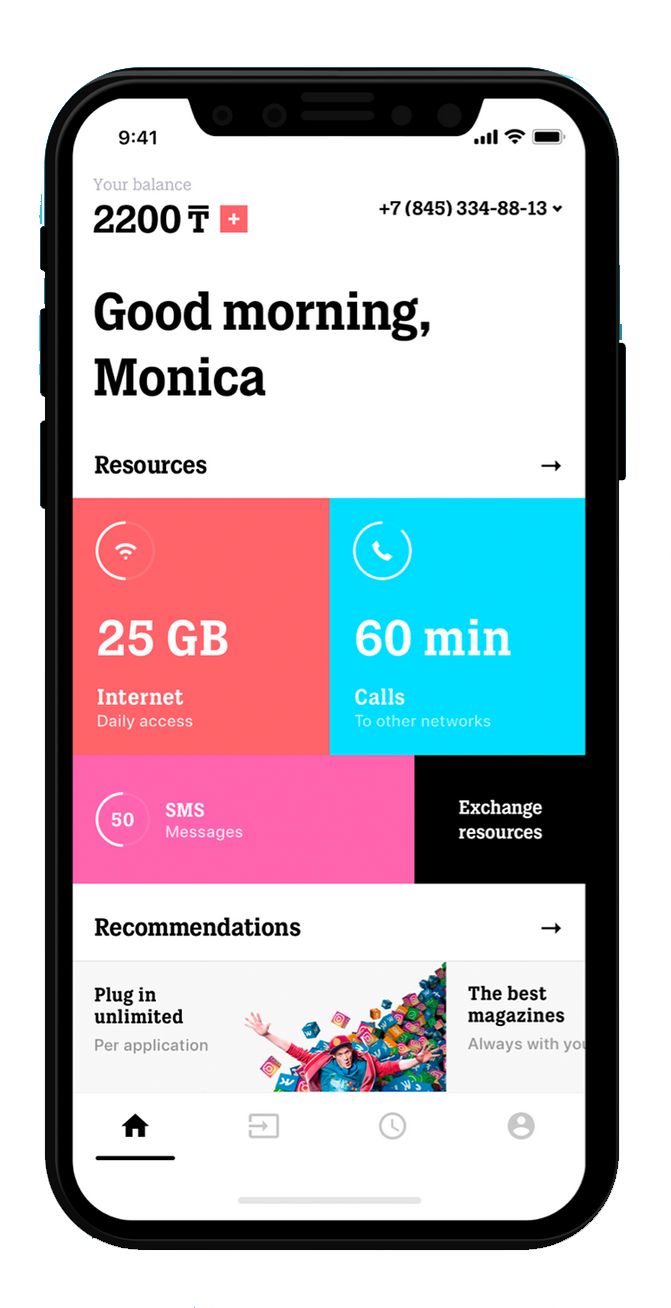 9:41
Your balance
2200 ₸ +
+7 (845) 334-88-13
Good morning,
Monica
Resources →
25 GB
Internet
Daily access
60 min
Calls
To other networks
50
SMS
Messages
Exchange
resources
Recommendations →
Plug in
unlimited
Per application
The best
magazines
Always with you